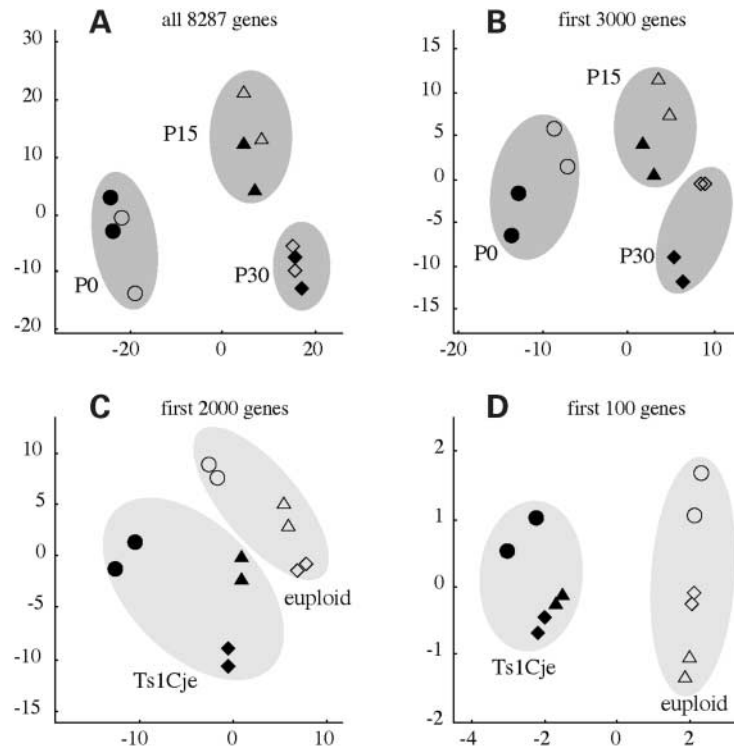 A all 8287 genes
30
20
10
0
-10
-20
-20 0 20
P15
P0
P30
B first 3000 genes
15
10
5
0
-5
-10
-15
-20 -10 0 10
P15
P0
P30
C first 2000 genes
10
5
0
-5
-10
-15
-10 0 10
euploid
Ts1Cje
D first 100 genes
2
1
0
-1
-2
-4 -2 0 2
Ts1Cje
euploid